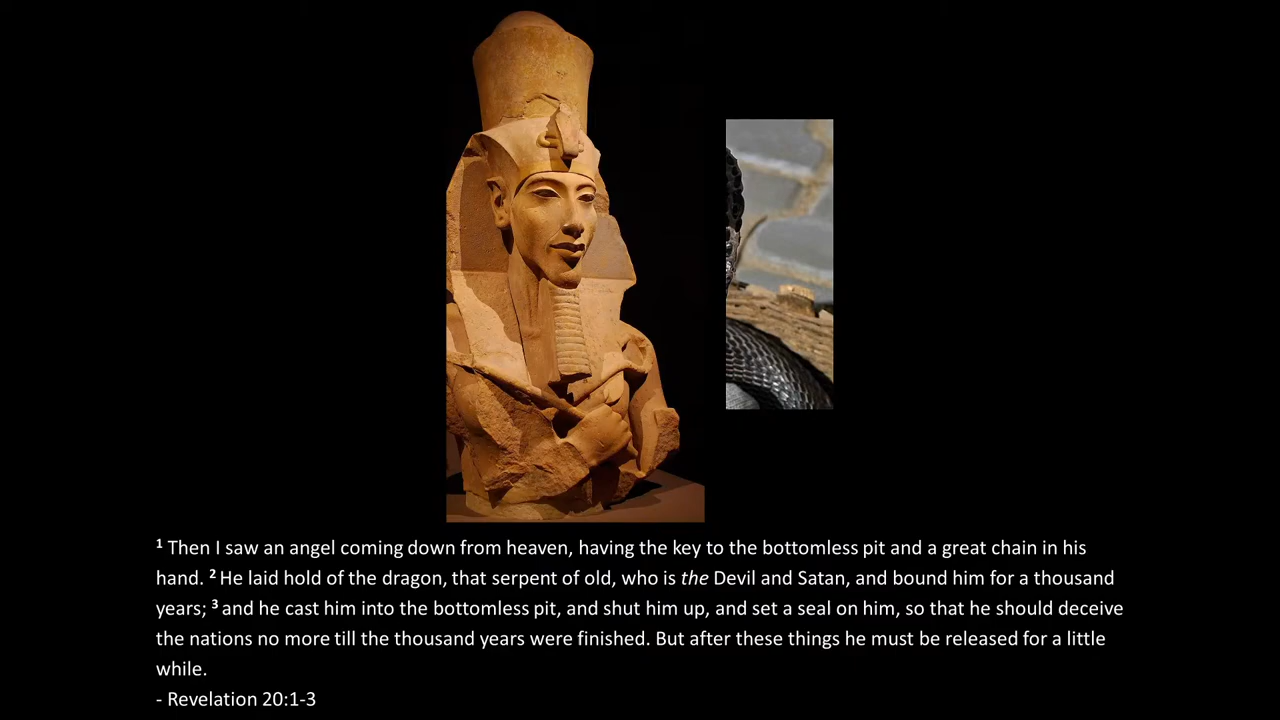 ¹ Then I saw an angel coming down from heaven, having the key to the bottomless pit and a great chain in his
hand. ² He laid hold of the dragon, that serpent of old, who is the Devil and Satan, and bound him for a thousand
years; ³ and he cast him into the bottomless pit, and shut him up, and set a seal on him, so that he should deceive
the nations no more till the thousand years were finished. But after these things he must be released for a little
while.
- Revelation 20:1-3